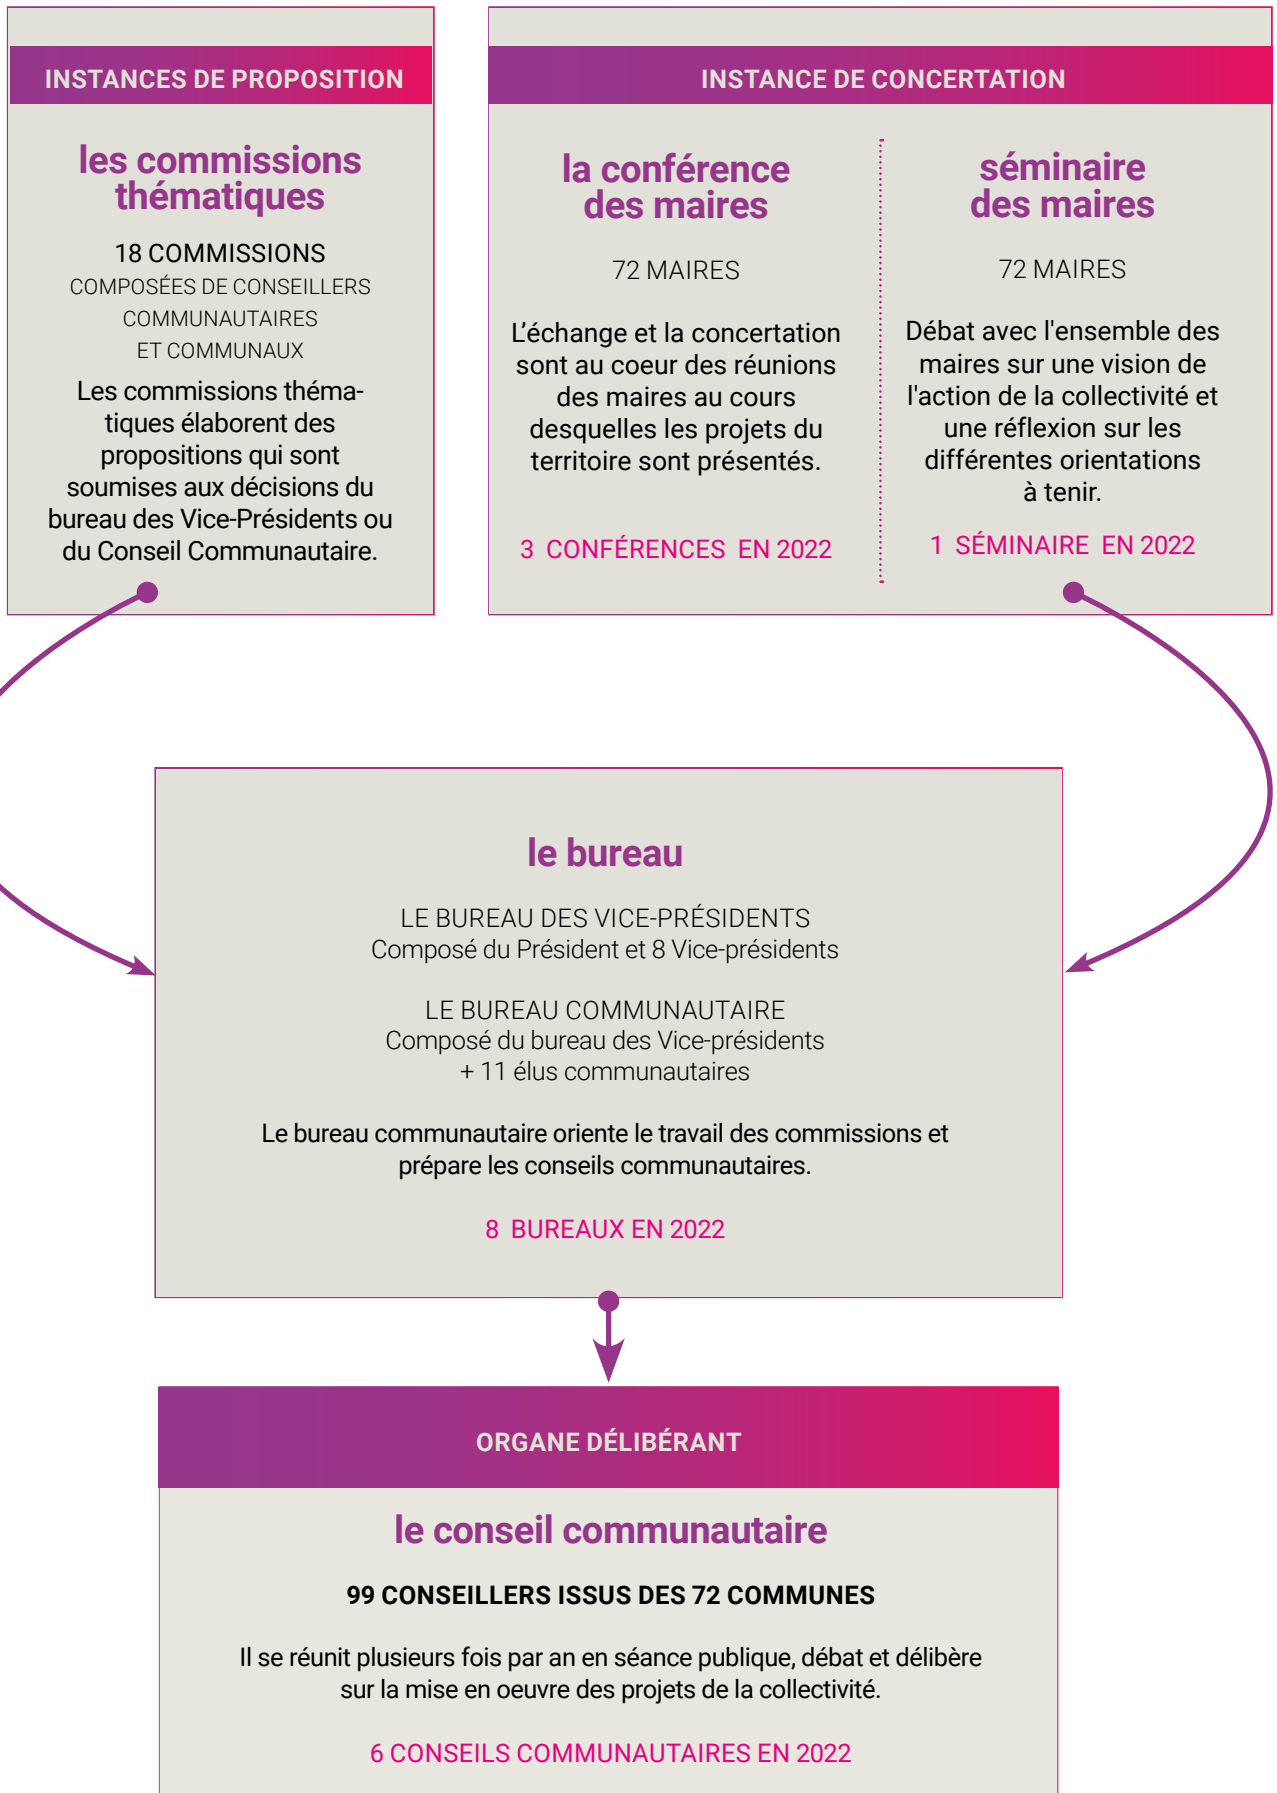 INSTANCES DE PROPOSITION
les commissions
thématiques
18 COMMISSIONS
COMPOSÉES DE CONSEILLERS
COMMUNAUTAIRES
ET COMMUNAUX
Les commissions théma-
tiques élaborent des
propositions qui sont
soumises aux décisions du
bureau des Vice-Présidents ou
du Conseil Communautaire.
INSTANCE DE CONCERTATION
la conférence
des maires
72 MAIRES
L’échange et la concertation
sont au coeur des réunions
des maires au cours
desquelles les projets du
territoire sont présentés.
3 CONFÉRENCES EN 2022
séminaire
des maires
72 MAIRES
Débat avec l'ensemble des
maires sur une vision de
l'action de la collectivité et
une réflexion sur les
différentes orientations
à tenir.
1 SÉMINAIRE EN 2022
le bureau
LE BUREAU DES VICE-PRÉSIDENTS
Composé du Président et 8 Vice-présidents
LE BUREAU COMMUNAUTAIRE
Composé du bureau des Vice-présidents
+ 11 élus communautaires
Le bureau communautaire oriente le travail des commissions et
prépare les conseils communautaires.
8 BUREAUX EN 2022
ORGANE DÉLIBÉRANT
le conseil communautaire
99 CONSEILLERS ISSUS DES 72 COMMUNES
Il se réunit plusieurs fois par an en séance publique, débat et délibère
sur la mise en oeuvre des projets de la collectivité.
6 CONSEILS COMMUNAUTAIRES EN 2022